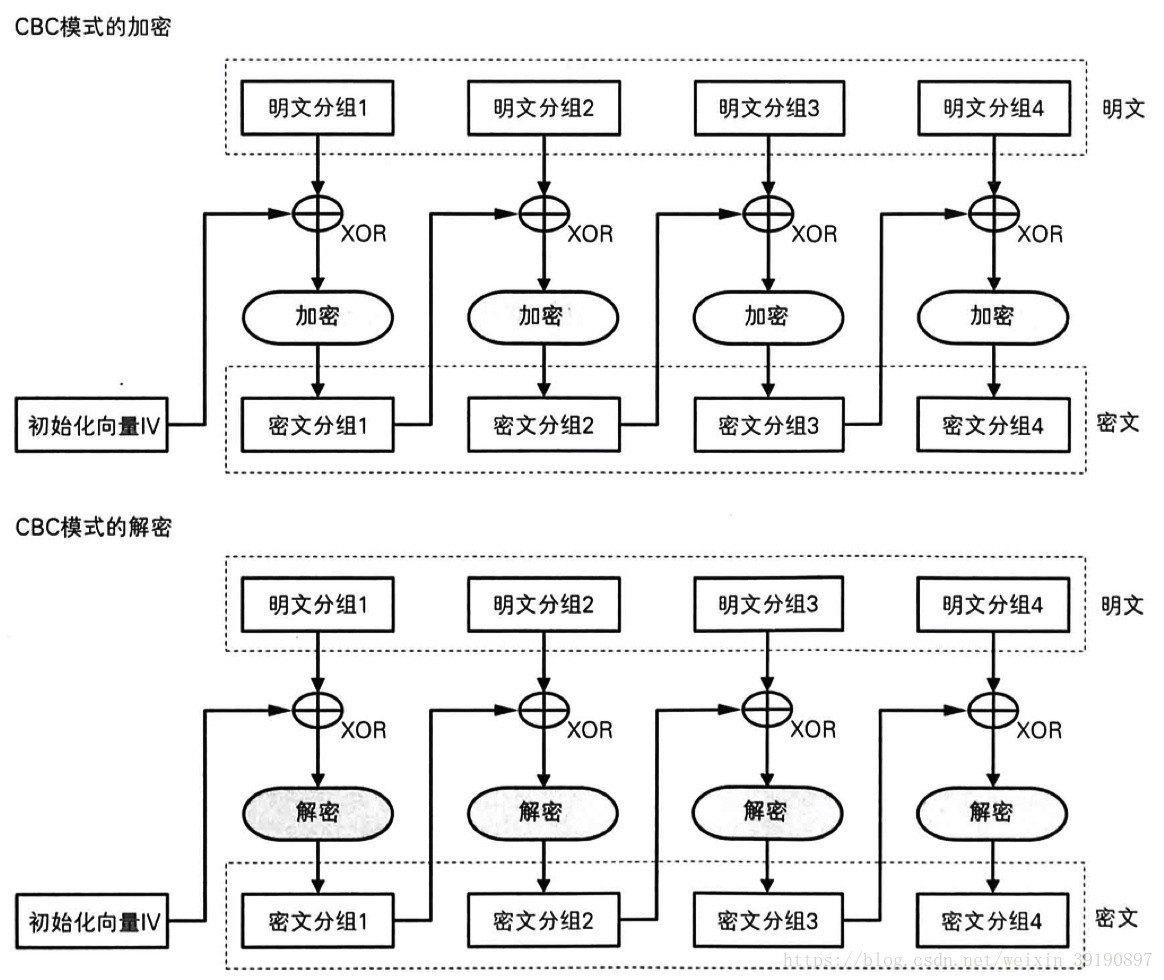 CBC模式的加密
明文分组1 明文分组2 明文分组3 明文分组4 明文
XOR XOR XOR XOR
加密 加密 加密 加密
初始化向量IV 密文分组1 密文分组2 密文分组3 密文分组4 密文
CBC模式的解密
明文分组1 明文分组2 明文分组3 明文分组4 明文
XOR XOR XOR XOR
解密 解密 解密 解密
初始化向量IV 密文分组1 密文分组2 密文分组3 密文分组4 密文
https://blog.csdn.net/weixin_39190897